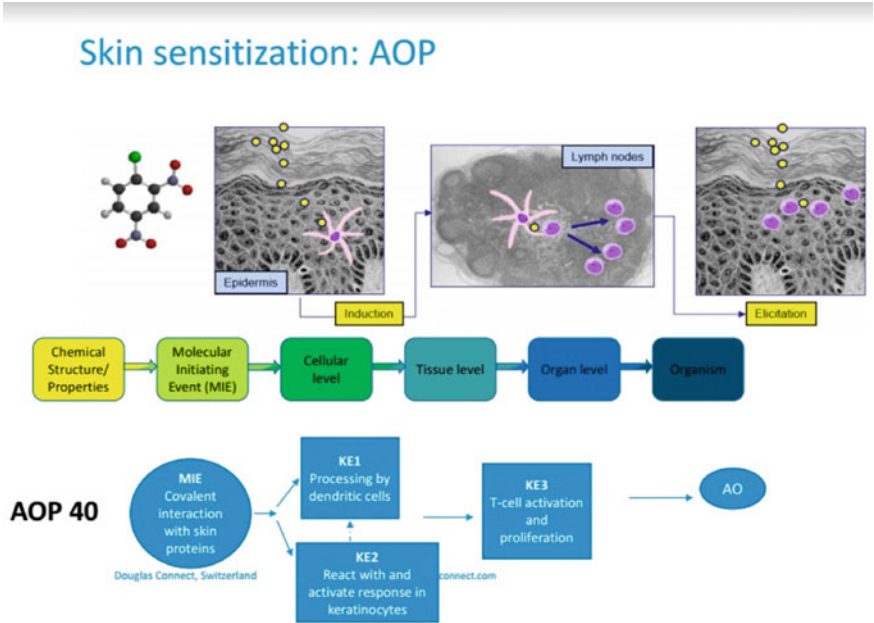 Skin sensitization: AOP
Epidermis
Lymph nodes
Induction
Elicitation
Chemical
Structure/
Properties
Molecular
Initiating
Event (MIE)
Cellular
level
Tissue level
Organ level
Organism
AOP 40
MIE
Covalent
interaction
with skin
proteins
KE1
Processing by
dendritic cells
KE2
React with and
activate response in
keratinocytes
KE3
T-cell activation
and
proliferation
AO
Douglas Connect, Switzerland
connect.com